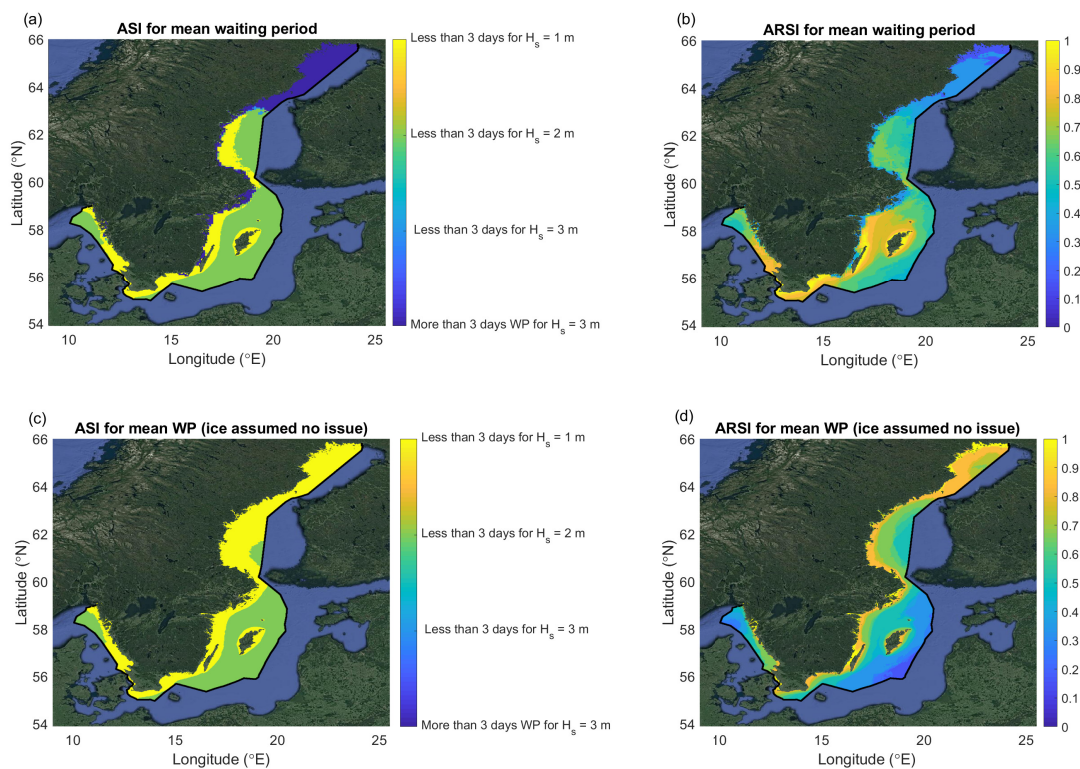 (a)
ASI for mean waiting period
66
64
62
60
58
56
54
Latitude (°N)
10
15
20
25
Longitude (°E)
Less than 3 days for Hs = 1 m
Less than 3 days for Hs = 2 m
Less than 3 days for Hs = 3 m
More than 3 days WP for Hs = 3 m
(b)
ARSI for mean waiting period
66
64
62
60
58
56
54
Latitude (°N)
10
15
20
25
Longitude (°E)
1
0.9
0.8
0.7
0.6
0.5
0.4
0.3
0.2
0.1
0
(c)
ASI for mean WP (ice assumed no issue)
66
64
62
60
58
56
54
Latitude (°N)
10
15
20
25
Longitude (°E)
Less than 3 days for Hs = 1 m
Less than 3 days for Hs = 2 m
Less than 3 days for Hs = 3 m
More than 3 days WP for Hs = 3 m
(d)
ARSI for mean WP (ice assumed no issue)
66
64
62
60
58
56
54
Latitude (°N)
10
15
20
25
Longitude (°E)
1
0.9
0.8
0.7
0.6
0.5
0.4
0.3
0.2
0.1
0